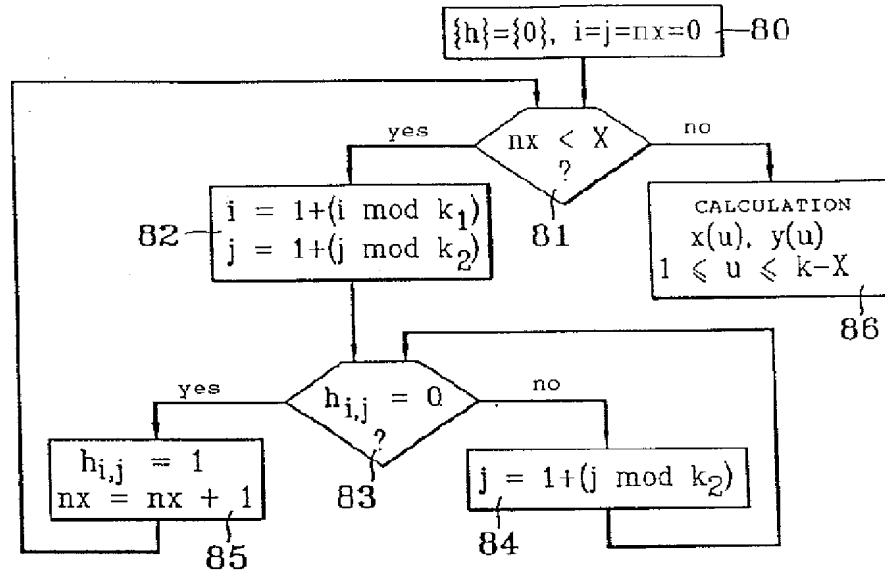 {h}={0}, i=j=nx=0
80
yes
nx < X
?
no
81
82
i = 1+(i mod k₁)
j = 1+(j mod k₂)
CALCULATION
x(u), y(u)
1 ⩽ u ⩽ k-X
86
yes
hi,j = 0
?
no
83
hi,j = 1
nx = nx + 1
85
j = 1+(j mod k₂)
84